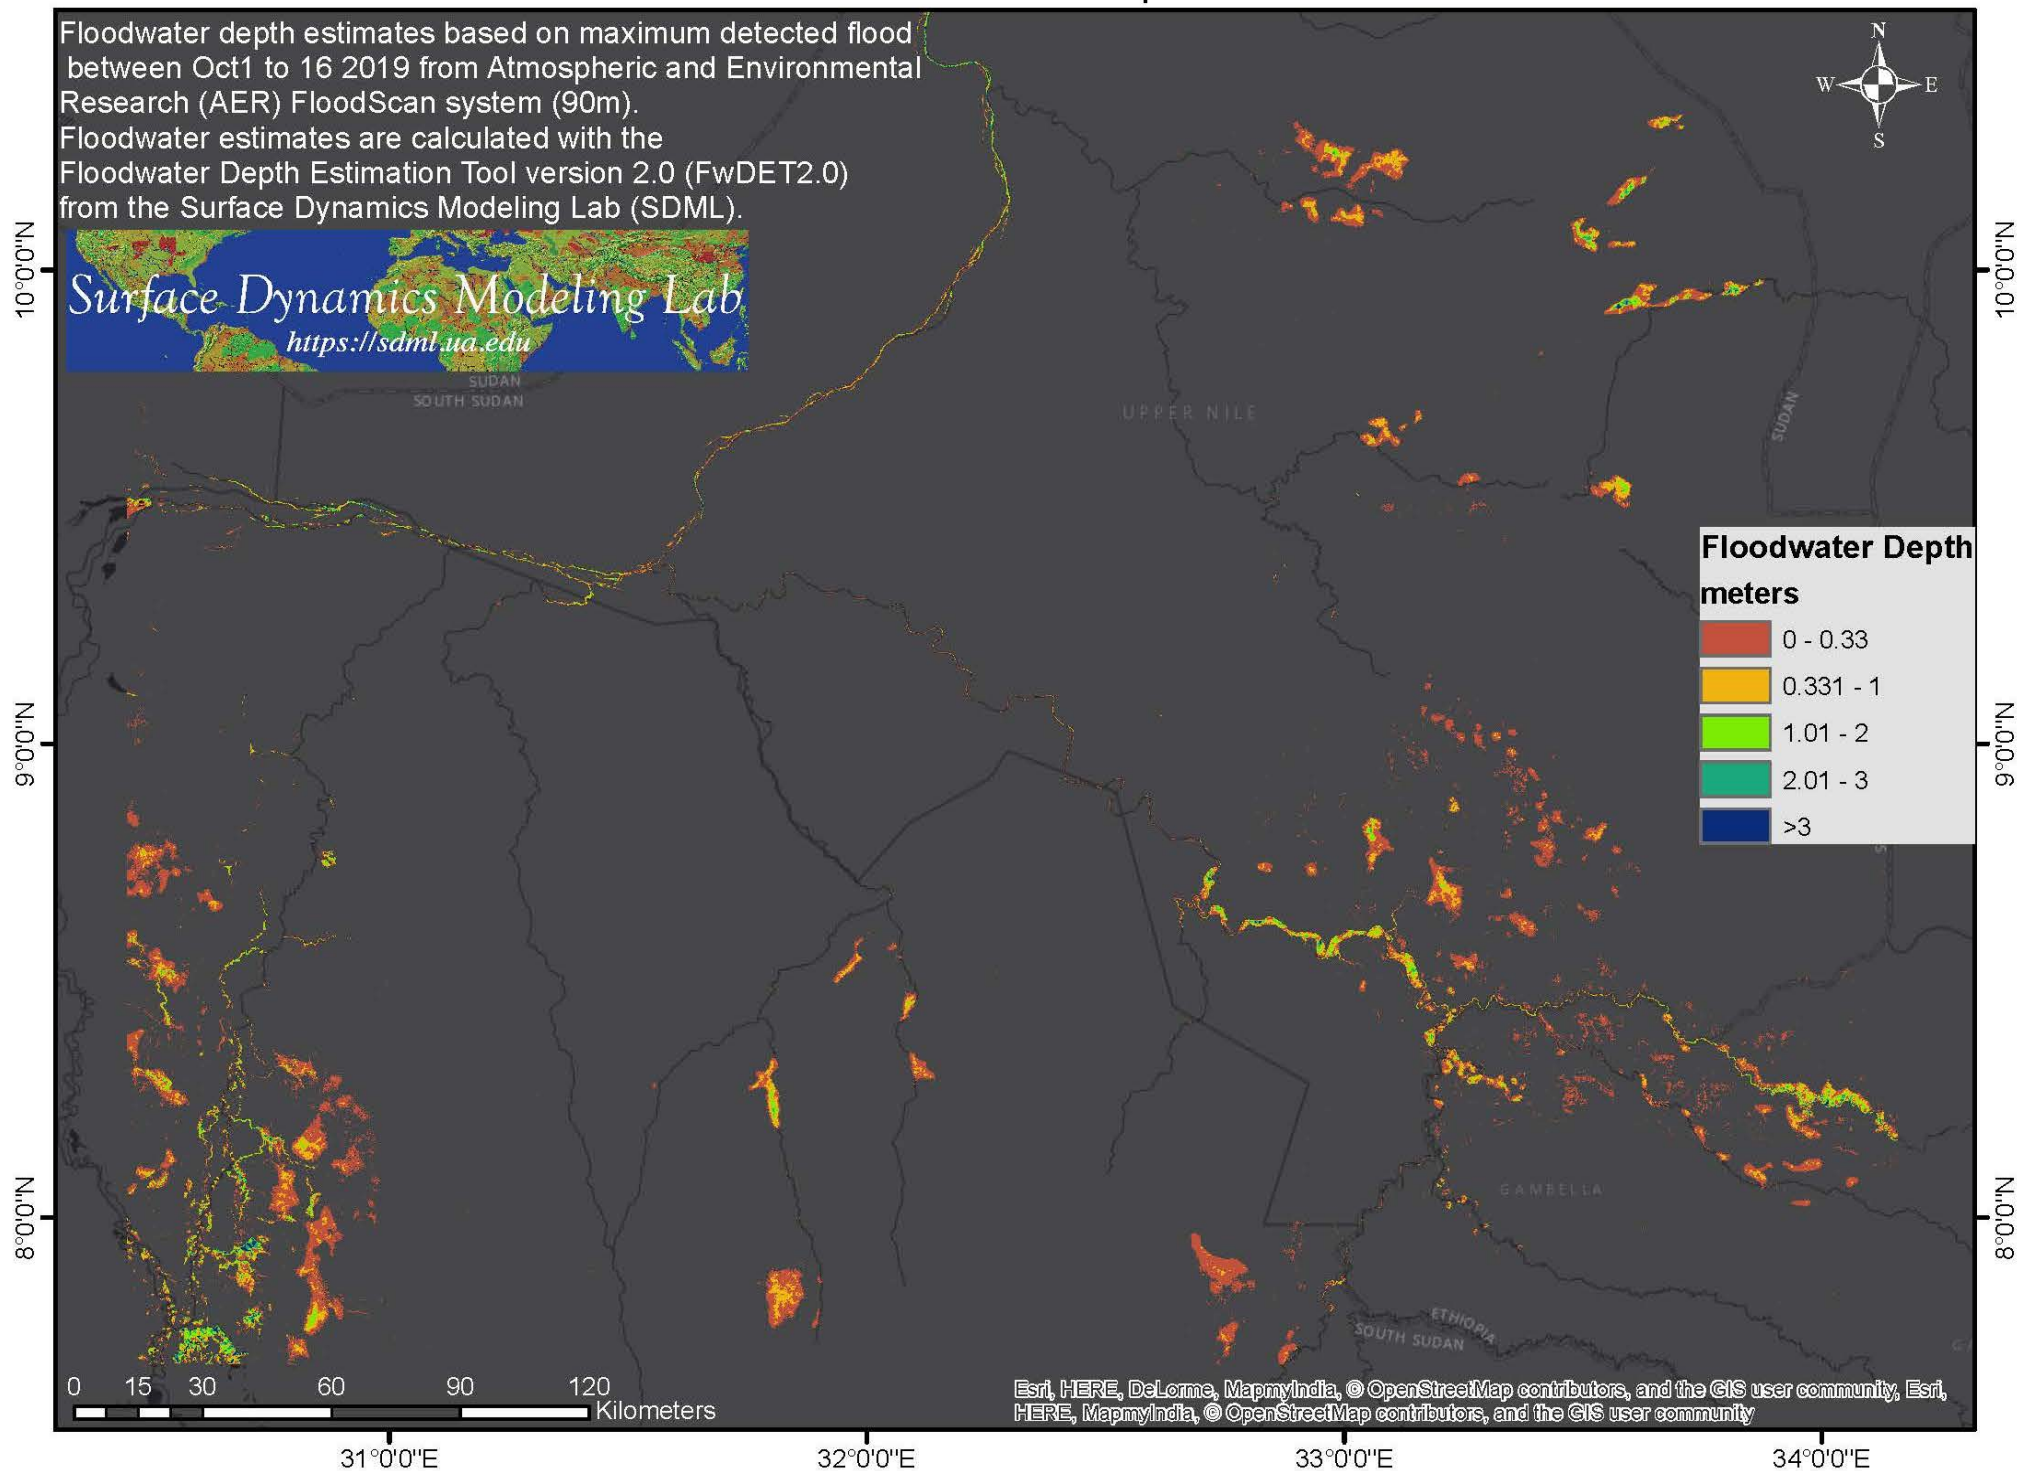 Floodwater depth estimates based on maximum detected flood
between Oct1 to 16 2019 from Atmospheric and Environmental
Research (AER) FloodScan system (90m).
Floodwater estimates are calculated with the
Floodwater Depth Estimation Tool version 2.0 (FwDET2.0)
from the Surface Dynamics Modeling Lab (SDML).
Surface Dynamics Modeling Lab
https://sdml.ua.edu
N
W
E
S
10°0'0"N
10°0'0"N
SUDAN
SOUTH SUDAN
UPPER NILE
SUDAN
Floodwater Depth
meters
0 - 0.33
0.331 - 1
1.01 - 2
2.01 - 3
>3
9°0'0"N
9°0'0"N
GAMBELLA
8°0'0"N
8°0'0"N
ETHIOPIA
SOUTH SUDAN
0 15 30 60 90 120
Kilometers
Esri, HERE, DeLorme, MapmyIndia, © OpenStreetMap contributors, and the GIS user community, Esri,
HERE, MapmyIndia, © OpenStreetMap contributors, and the GIS user community
31°0'0"E
32°0'0"E
33°0'0"E
34°0'0"E